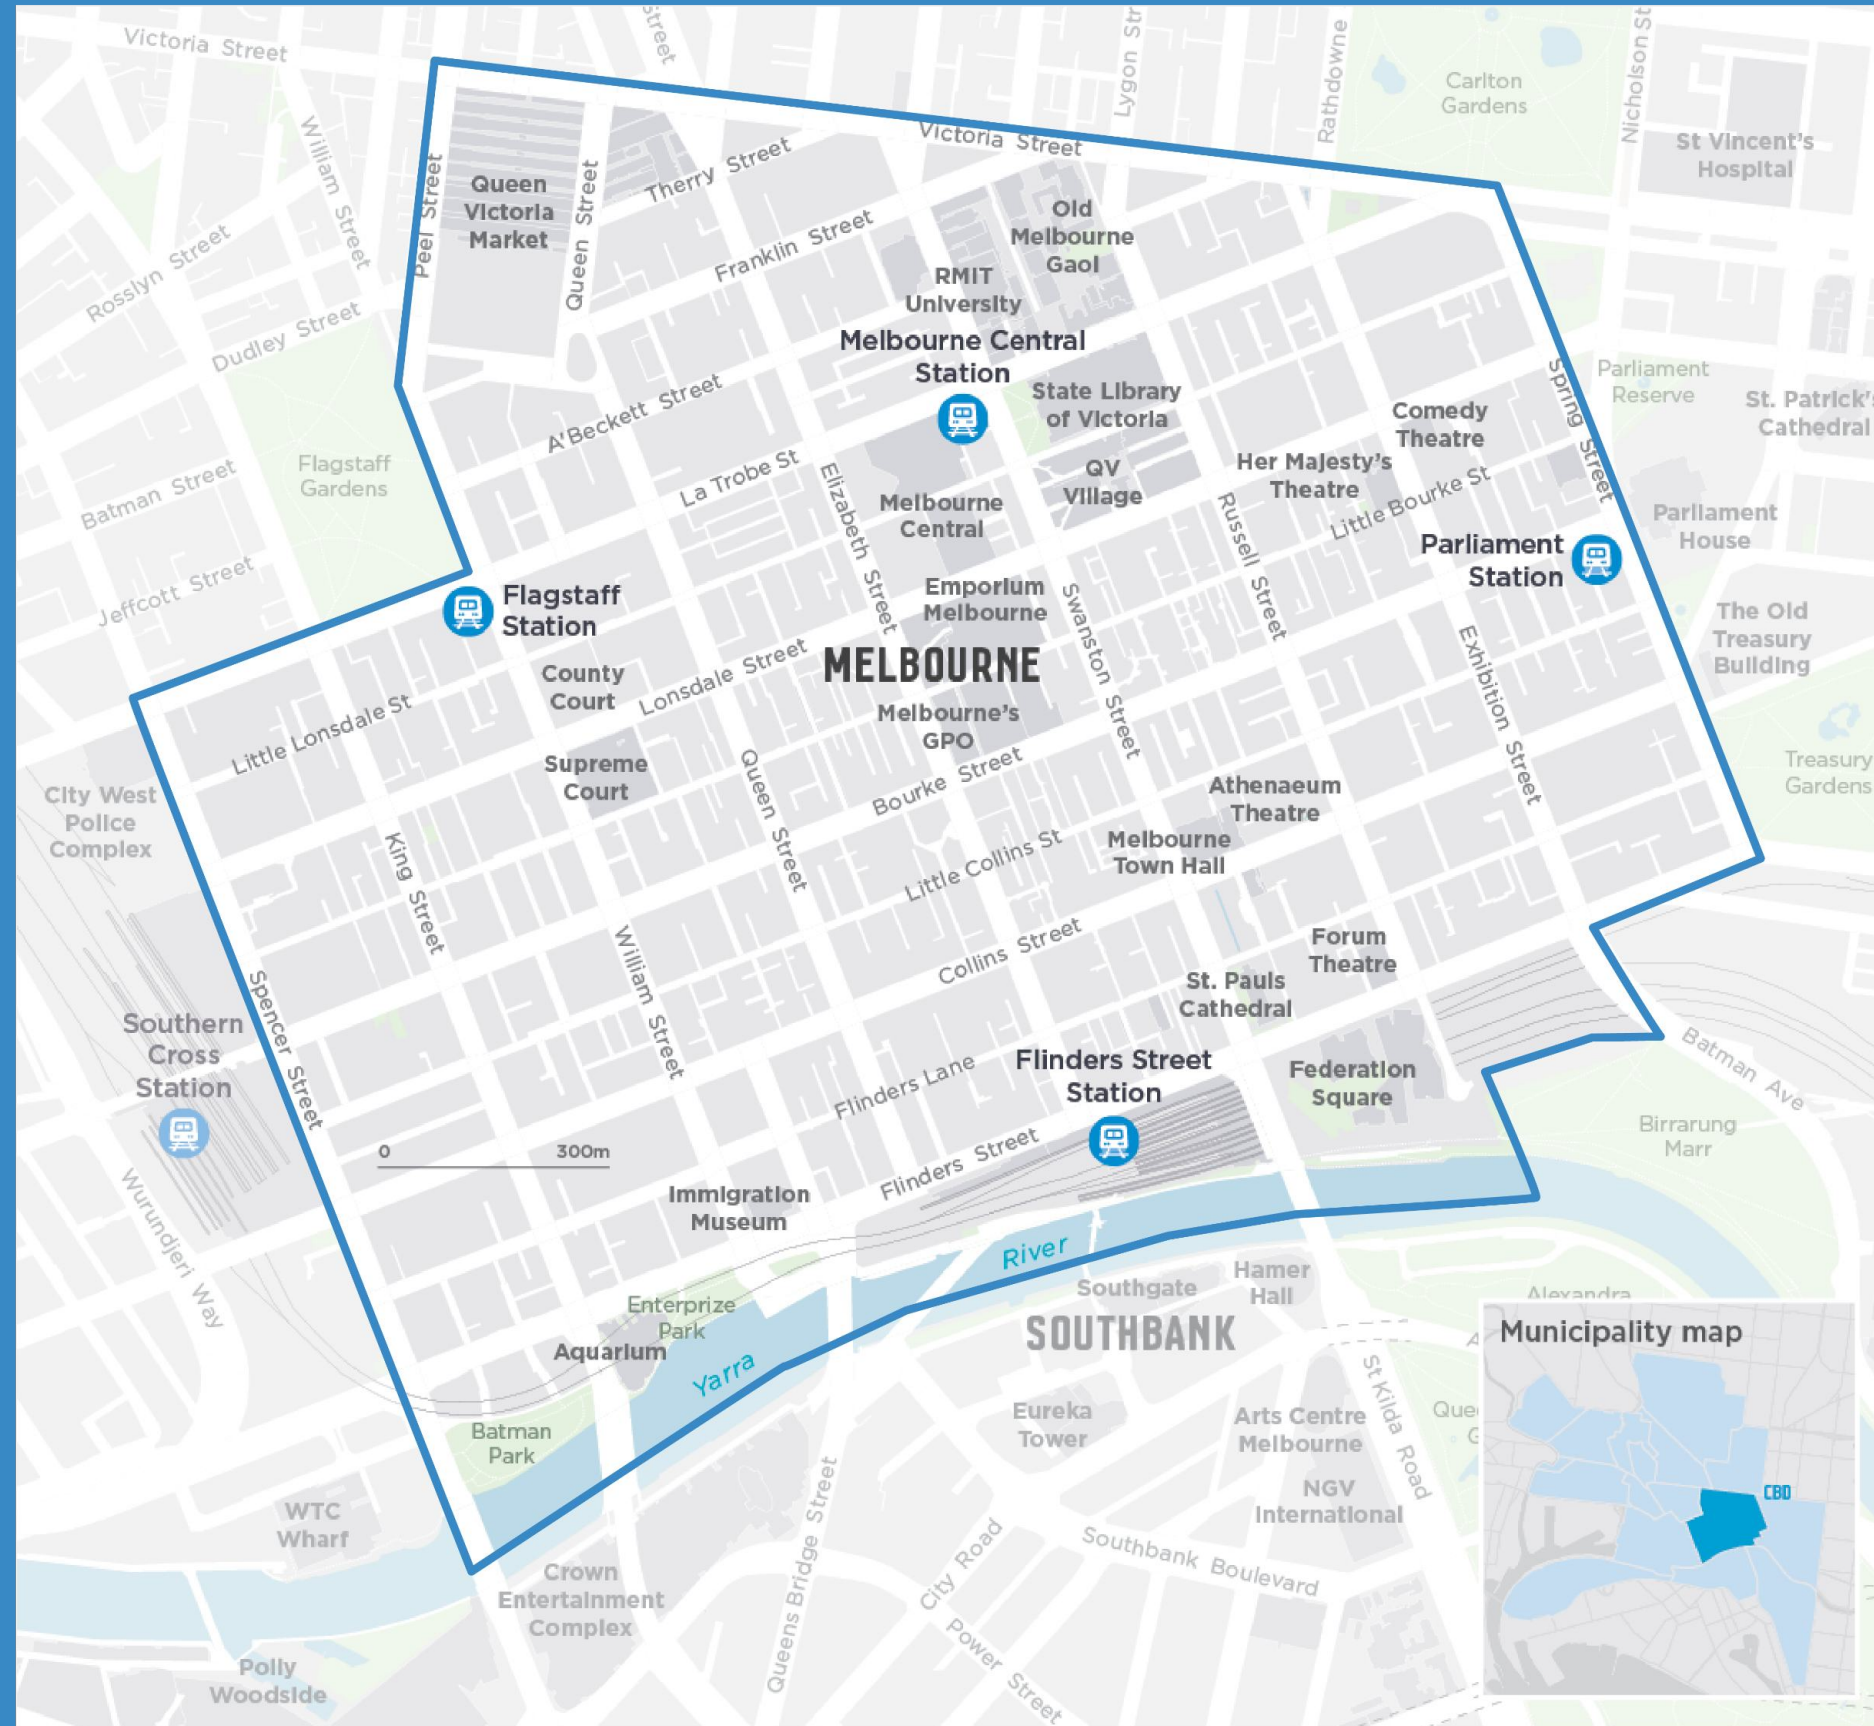 Victoria Street
Street
Lygon Str
Rathdowne
Nicholson St
Carlton
Gardens
St Vincent's
Hospital
William Street
Victoria Street
Peel Street
Queen
Victoria
Market
Queen Street
Therry Street
Franklin Street
Old
Melbourne
Gaol
RMIT
University
Rosslyn Street
Dudley Street
Melbourne Central
Station
State Library
of Victoria
A'Beckett Street
Spring Street
Parliament
Reserve
St. Patrick's
Cathedral
Comedy
Theatre
Flagstaff
Gardens
Batman Street
La Trobe St
Elizabeth Street
Melbourne
Central
QV
Village
Her Majesty's
Theatre
Russell Street
Little Bourke St
Parliament
House
Parliament
Station
Jeffcott Street
Flagstaff
Station
Emporium
Melbourne
Swanston Street
Exhibition Street
The Old
Treasury
Building
County
Court
Lonsdale Street
MELBOURNE
Melbourne's
GPO
Little Lonsdale St
Supreme
Court
Queen Street
Bourke Street
Treasury
Gardens
Athenaeum
Theatre
City West
Police
Complex
King Street
Little Collins St
Melbourne
Town Hall
William Street
Collins Street
Forum
Theatre
St. Pauls
Cathedral
Spencer Street
Southern
Cross
Station
Flinders Lane
Flinders Street
Station
Federation
Square
Batman Ave
Birrarung
Marr
0 300m
Flinders Street
Immigration
Museum
Wurundjeri Way
River
Southgate
Hamer
Hall
Alexandra
Enterprize
Park
Aquarium
Yarra
SOUTHBANK
Municipality map
St Kilda Road
Eureka
Tower
Arts Centre
Melbourne
Que
G
Batman
Park
NGV
International
CBD
WTC
Wharf
Queens Bridge Street
City Road
Southbank Boulevard
Crown
Entertainment
Complex
Power Street
Polly
Woodside